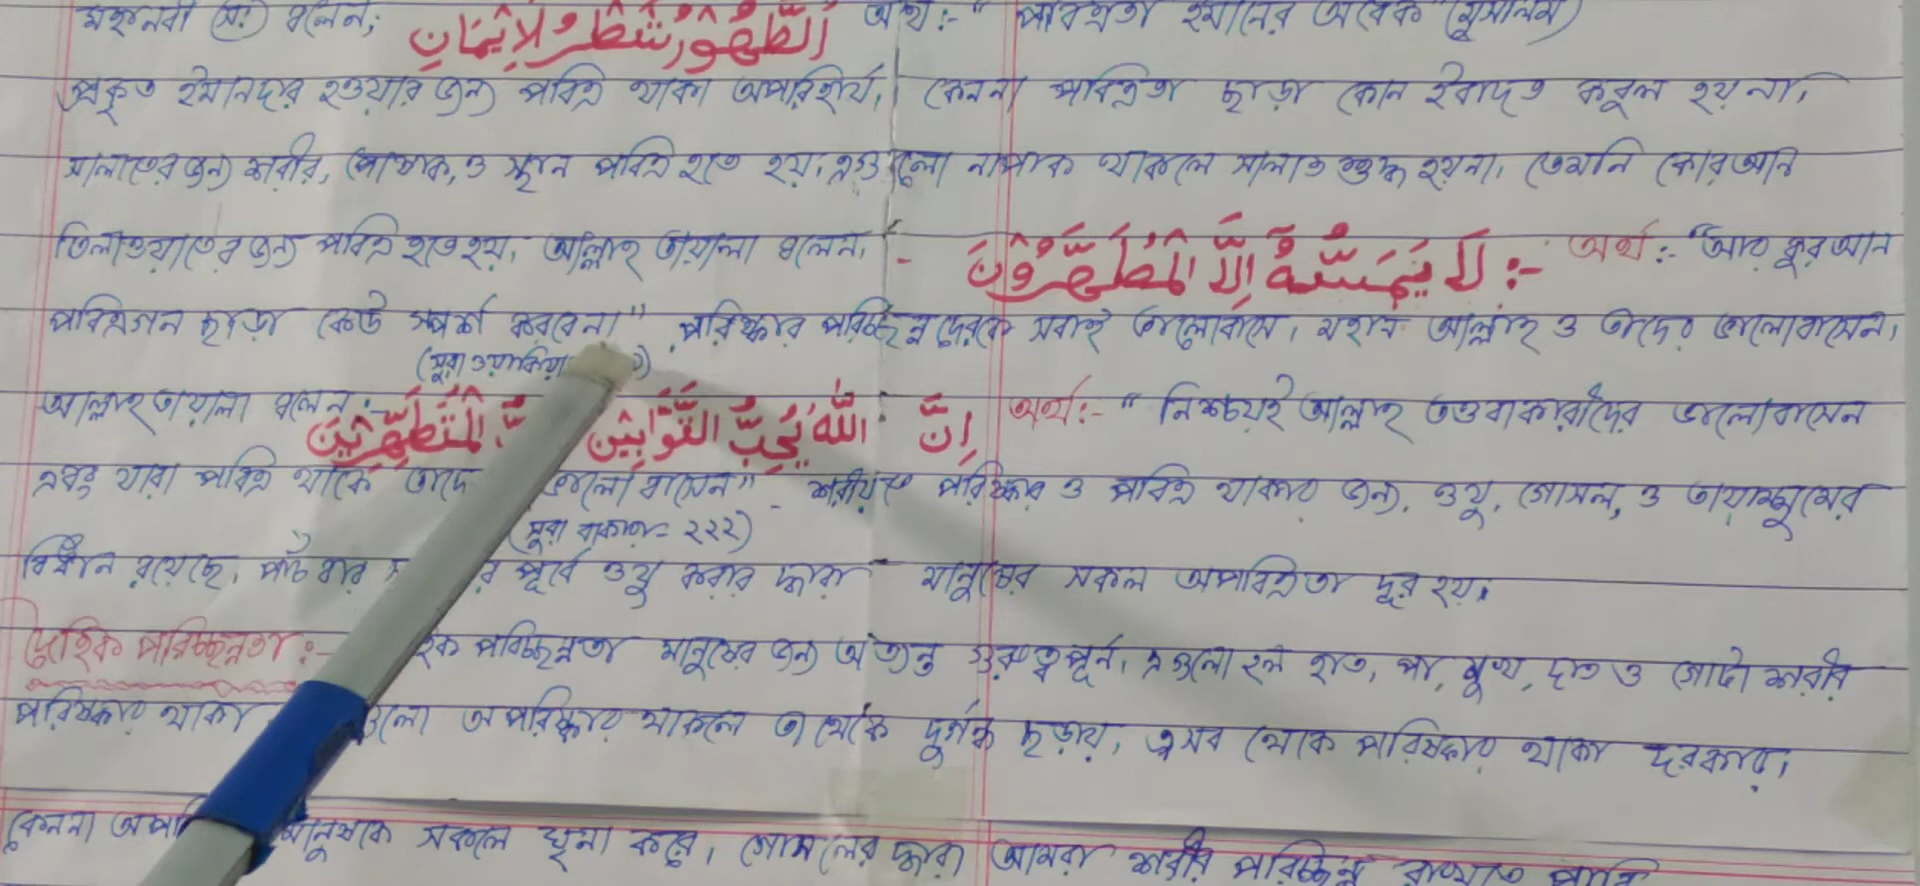 মহানবী (স:) বলেন, اَلطُّهُوْرُ شَطْرُ لْاِيْمَانِ অর্থ:- "পবিত্রতা ইমানের অর্ধেক" (মুসলিম)
প্রকৃত ইমানদার হওয়ার জন্য পবিত্র থাকা অপরিহার্য। কেননা পবিত্রতা ছাড়া কোন ইবাদত কবুল হয় না।
সালাতের জন্য শরীর, পোষাক, ও স্থান পবিত্র হতে হয়। এগুলো নাপাক থাকলে সালাত শুদ্ধ হয়না। তেমনি কোরআন
তিলাওয়াতের জন্য পবিত্র হতে হয়। আল্লাহ তায়ালা বলেন, :- لَا يَمَسُّهٗ اِلَّا الْمُطَهَّرُوْنَ :- অর্থ:- "আর কুরআন
পবিত্রগন ছাড়া কেউ স্পর্শ করবেনা" পরিষ্কার পরিচ্ছন্নদেরকে সবাই ভালোবাসে। মহান আল্লাহ ও তাদের ভালোবাসেন।
(সূরা ওয়াকিয়া
আল্লাহ তায়ালা বলেন:- اِنَّ اللّٰهَ يُحِبُّ التَّوَّابِيْنَ الْمُتَطَهِّرِيْنَ অর্থ:- "নিশ্চয়ই আল্লাহ তওবাকারীদের ভালোবাসেন
এবং যারা পবিত্র থাকে ভালোবাসেন" - শরীয়তে পরিষ্কার ও পবিত্র থাকার জন্য, ওযু, গোসল, ও তায়াম্মুমের
(সূরা বাকারা- ২২২)
বিধান রয়েছে। পাঁচ বার পূর্বে ওযু করার দ্বারা মানুষের সকল অপবিত্রতা দূর হয়।
দৈহিক পরিচ্ছন্নতা:- পরিচ্ছন্নতা মানুষের জন্য অত্যন্ত গুরুত্বপূর্ন। এগুলো হল হাত, পা, মুখ, দাত ও গোটা শরীর
পরিষ্কার থাকা অপরিষ্কার থাকলে তা থেকে দুর্গন্ধ ছড়ায়। এসব থেকে পরিষ্কার থাকা দরকার।
কেননা মানুষকে সকলে ঘৃনা করে। গোসলের দ্বারা আমরা শরীর পরিচ্ছন্ন রাখতে পারি